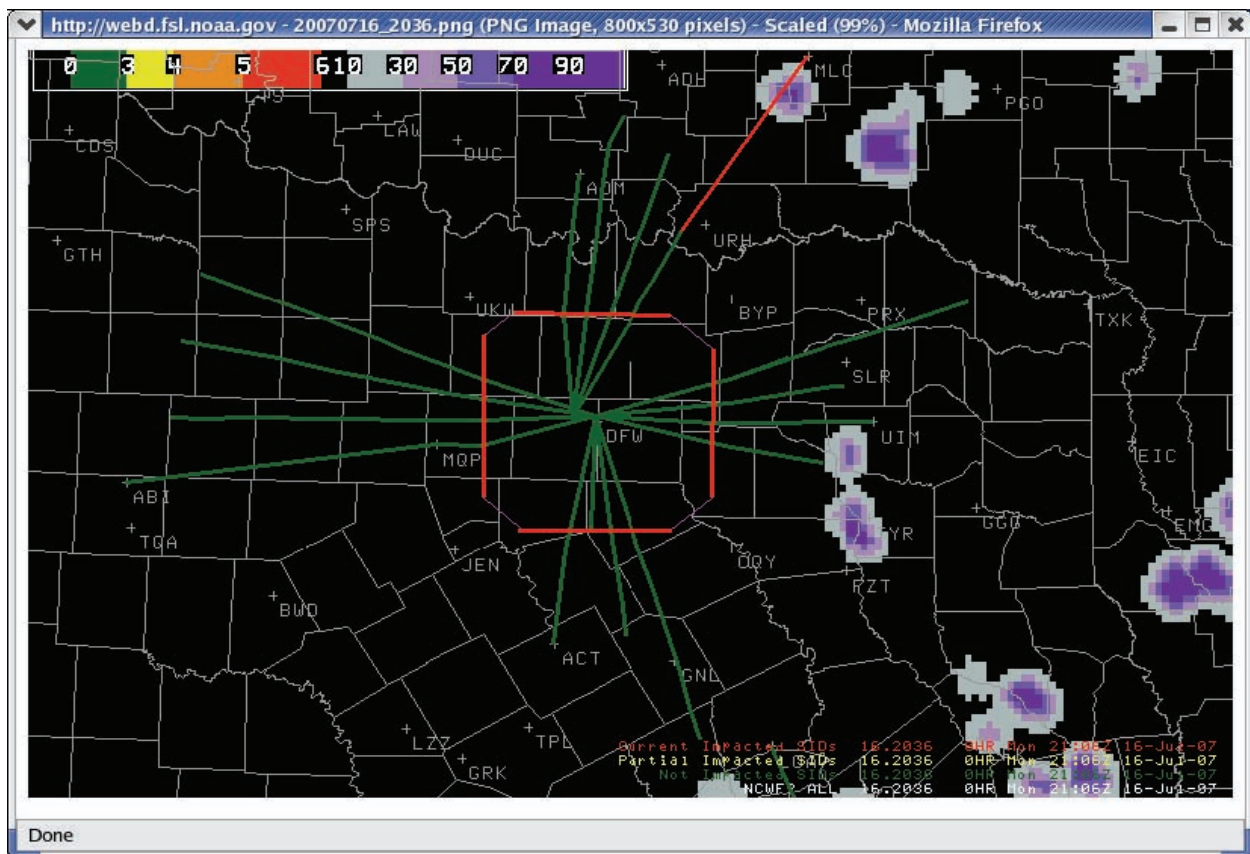 http://webd.fsl.noaa.gov - 20070716_2036.png (PNG Image, 800x530 pixels) - Scaled (99%) - Mozilla Firefox
0 3 4 5 610 30 50 70 90
ADH
MLC
PGO
LAW
CDS
DUC
ADM
SPS
URH
GTH
UKW
BYP
PRX
TXK
SLR
DFW
UIM
MQP
EIC
ABI
TQA
GGG
EMG
TYR
JEN
CQY
PZT
BWD
ACT
GNL
LZZ
TPL
GRK
Current Impacted SIDs 16.2036 0HR Mon 21:06Z 16-Jul-07
Partial Impacted SIDs 16.2036 0HR Mon 21:06Z 16-Jul-07
Not Impacted SIDs 16.2036 0HR Mon 21:06Z 16-Jul-07
NCWF2 ALL 16.2036 0HR Mon 21:06Z 16-Jul-07
Done